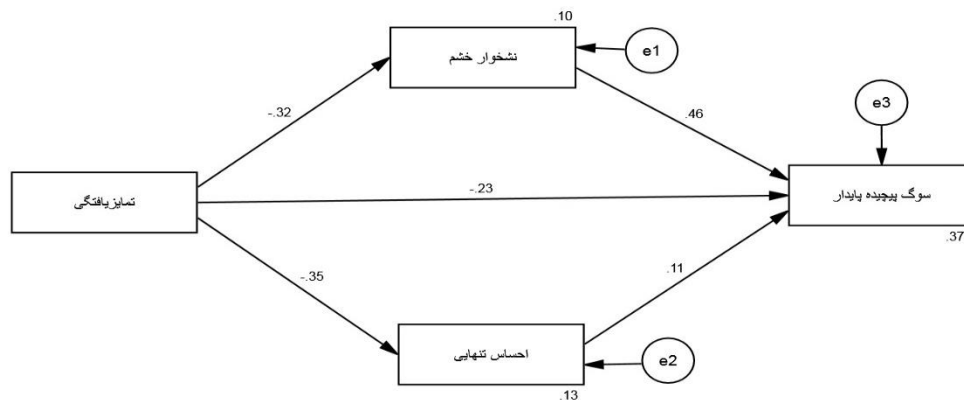 .10
نشخوار خشم
e1
-.32
.46
e3
تمایزیافتگی
-.23
سوگ پیچیده پایدار
.37
-.35
.11
احساس تنهایی
e2
.13